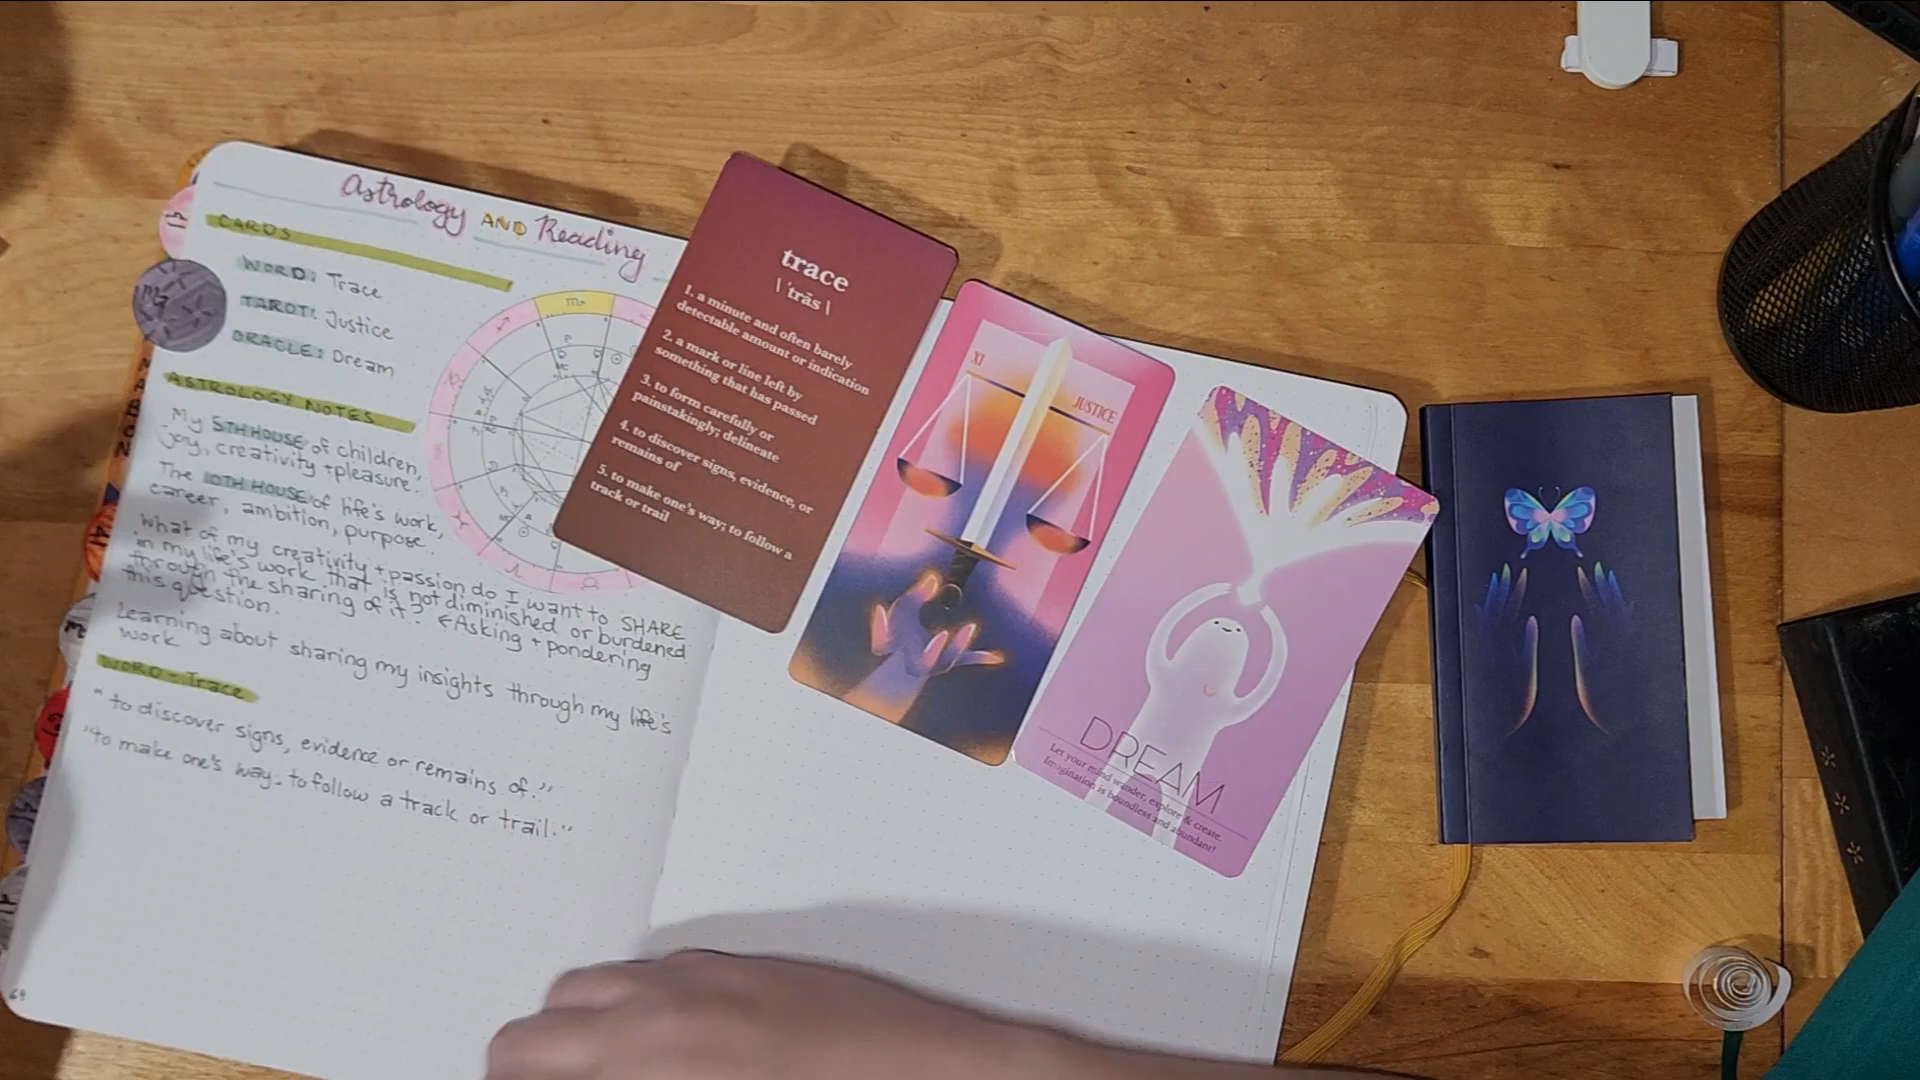 Astrology AND Reading
CARDS
WORD: Trace
TAROT: Justice
ORACLE: Dream
ASTROLOGY NOTES
My 5TH HOUSE of children,
joy, creativity + pleasure.
The 10TH HOUSE of life's work,
career, ambition, purpose.
What of my creativity + passion do I want to SHARE
in my life's work that is not diminished or burdened
through the sharing of it? ← Asking + pondering
this question.
Learning about sharing my insights through my life's
work
WORD - Trace
"to discover signs, evidence or remains of."
"to make one's way, to follow a track or trail."
64
trace
\ ˈtrās \
1. a minute and often barely
detectable amount or indication
2. a mark or line left by
something that has passed
3. to form carefully or
painstakingly; delineate
4. to discover signs, evidence, or
remains of
5. to make one's way; to follow a
track or trail
XI
JUSTICE
DREAM
Let your mind wander, explore & create.
Imagination is boundless and abundant!